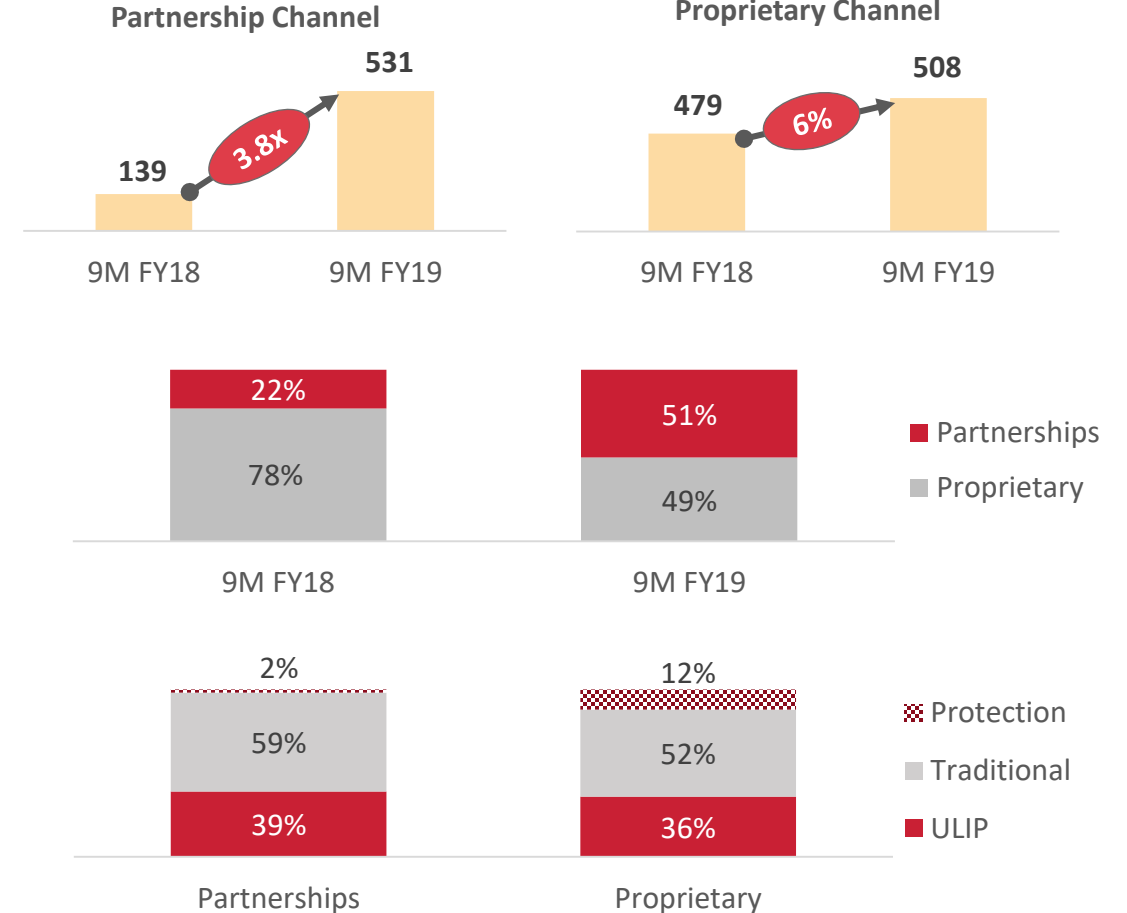 Partnership Channel
Proprietary Channel
531
139
3.8x
9M FY18
9M FY19
508
479
6%
9M FY18
9M FY19
22%
78%
51%
49%
Partnerships
Proprietary
9M FY18
9M FY19
2%
59%
39%
12%
52%
36%
Protection
Traditional
ULIP
Partnerships
Proprietary